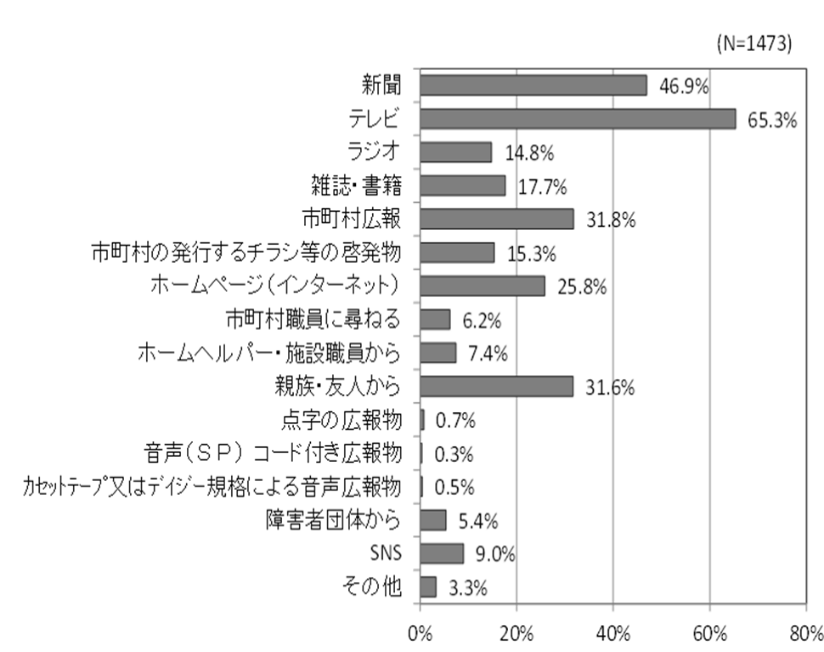 (N=1473)
新聞 46.9%
テレビ 65.3%
ラジオ 14.8%
雑誌・書籍 17.7%
市町村広報 31.8%
市町村の発行するチラシ等の啓発物 15.3%
ホームページ(インターネット) 25.8%
市町村職員に尋ねる 6.2%
ホームヘルパー・施設職員から 7.4%
親族・友人から 31.6%
点字の広報物 0.7%
音声(SP) コード付き広報物 0.3%
カセットテープ又はデイジー規格による音声広報物 0.5%
障害者団体から 5.4%
SNS 9.0%
その他 3.3%
0% 20% 40% 60% 80%